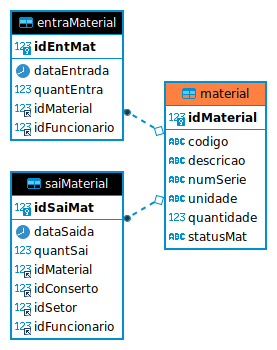 entraMaterial
123 idEntMat
dataEntrada
123 quantEntra
123 idMaterial
123 idFuncionario
material
123 idMaterial
ABC codigo
ABC descricao
ABC numSerie
ABC unidade
123 quantidade
ABC statusMat
saiMaterial
123 idSaiMat
dataSaida
123 quantSai
123 idMaterial
123 idConserto
123 idSetor
123 idFuncionario